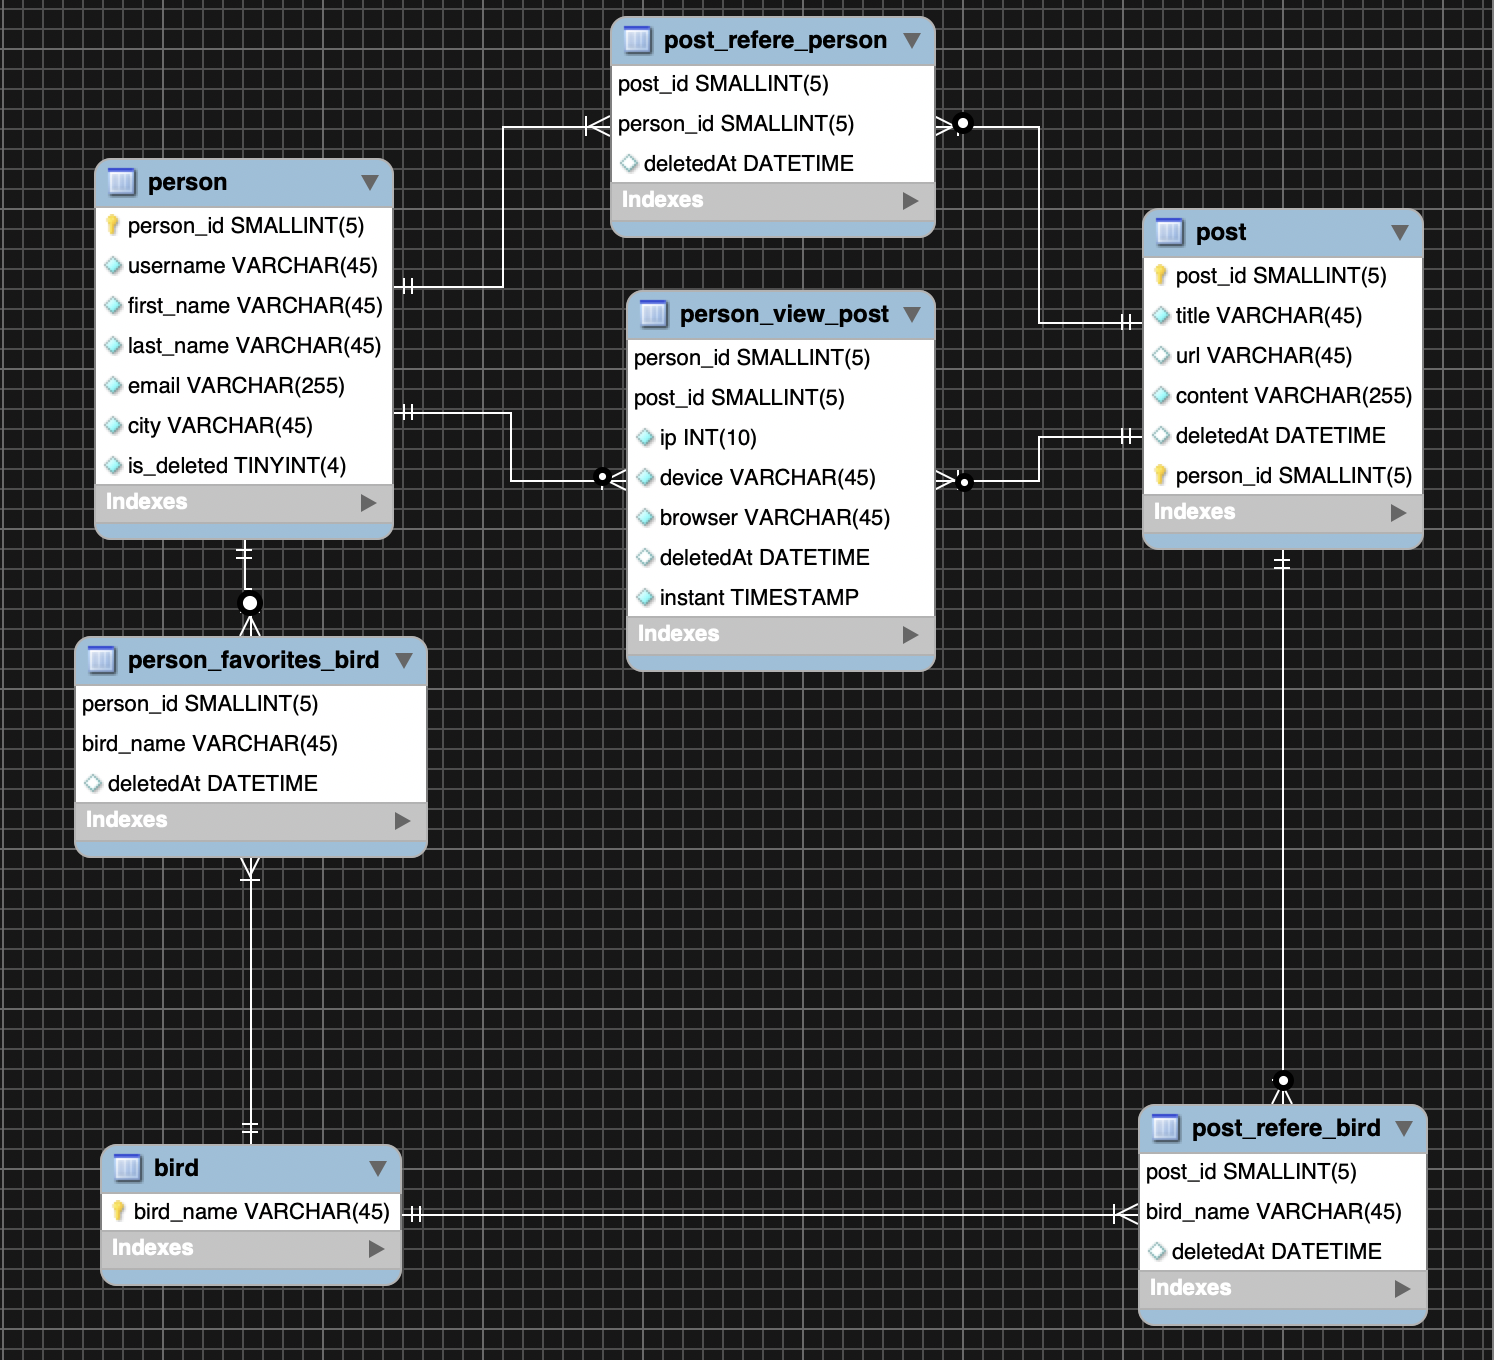 post_refere_person
post_id SMALLINT(5)
person_id SMALLINT(5)
deletedAt DATETIME
Indexes
person
person_id SMALLINT(5)
username VARCHAR(45)
first_name VARCHAR(45)
last_name VARCHAR(45)
email VARCHAR(255)
city VARCHAR(45)
is_deleted TINYINT(4)
Indexes
person_view_post
person_id SMALLINT(5)
post_id SMALLINT(5)
ip INT(10)
device VARCHAR(45)
browser VARCHAR(45)
deletedAt DATETIME
instant TIMESTAMP
Indexes
post
post_id SMALLINT(5)
title VARCHAR(45)
url VARCHAR(45)
content VARCHAR(255)
deletedAt DATETIME
person_id SMALLINT(5)
Indexes
person_favorites_bird
person_id SMALLINT(5)
bird_name VARCHAR(45)
deletedAt DATETIME
Indexes
bird
bird_name VARCHAR(45)
Indexes
post_refere_bird
post_id SMALLINT(5)
bird_name VARCHAR(45)
deletedAt DATETIME
Indexes